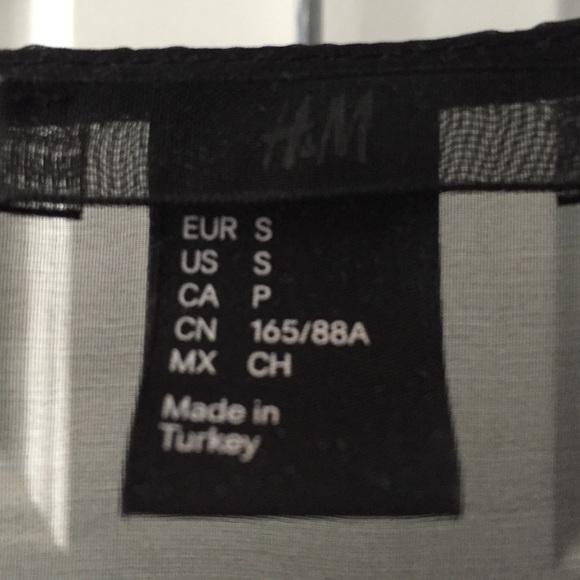 H&M
EUR S
US S
CA P
CN 165/88A
MX CH
Made in
Turkey